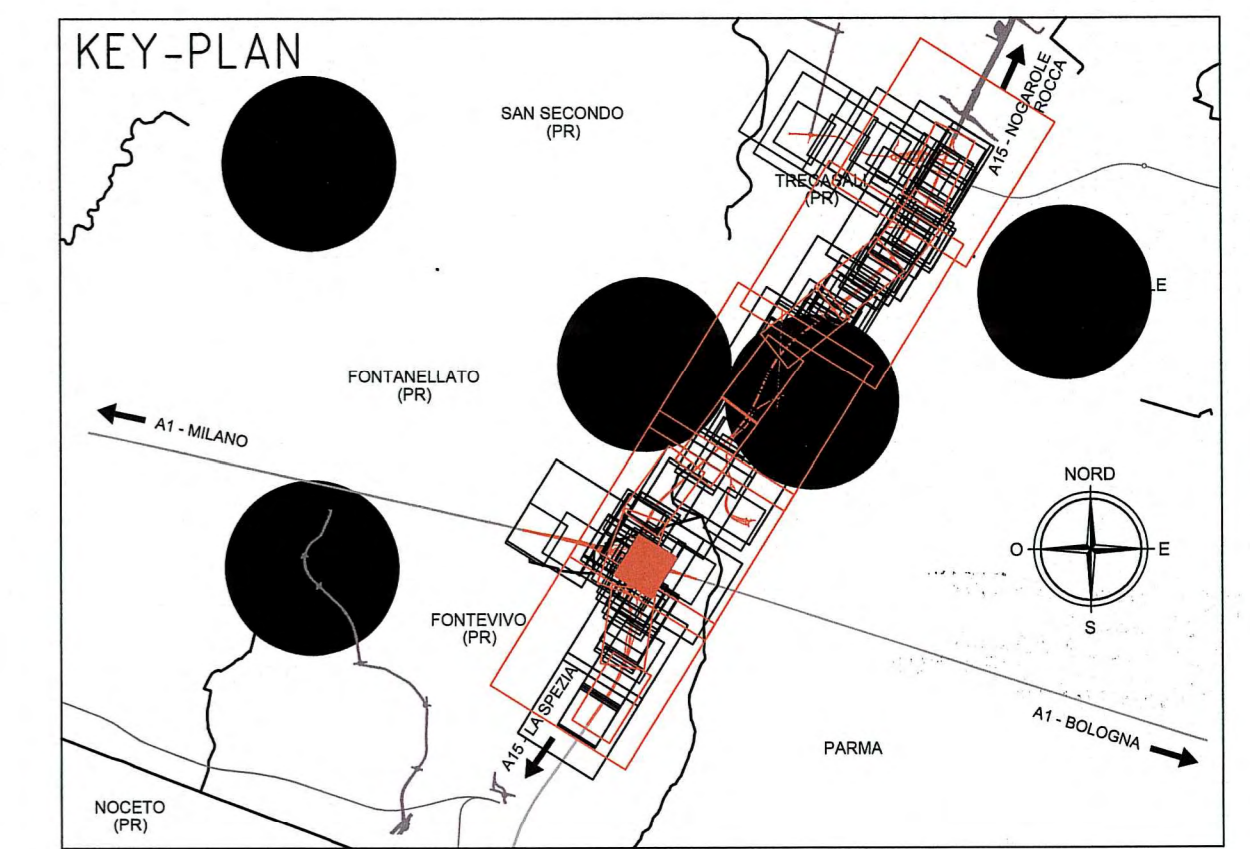 KEY-PLAN
SAN SECONDO
(PR)
A15 - NOGAROLE
ROCCA
TRECASALI
(PR)
LE
FONTANELLATO
(PR)
A1 - MILANO
NORD
O
E
S
FONTEVIVO
(PR)
A15 - LA SPEZIA
A1 - BOLOGNA
PARMA
NOCETO
(PR)